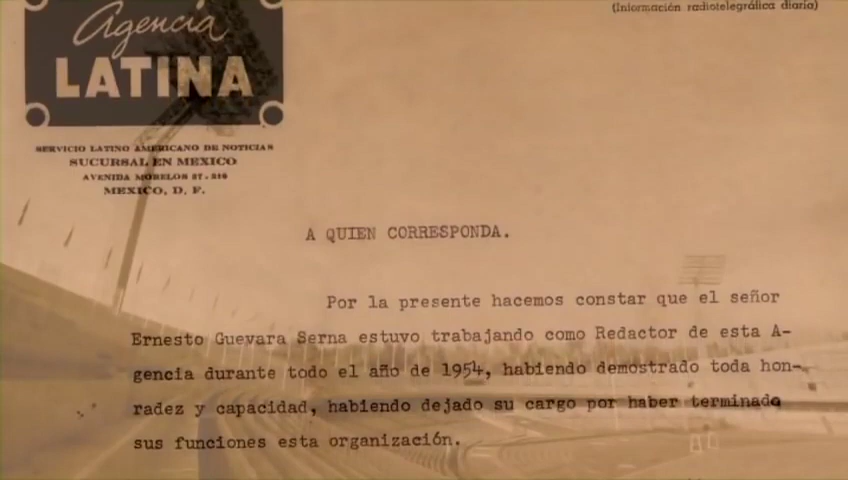 (Información radiotelegráfica diaria)
Agencia
LATINA
SERVICIO LATINO AMERICANO DE NOTICIAS
SUCURSAL EN MEXICO
AVENIDA MORELOS 37 - 210
MEXICO, D. F.
A QUIEN CORRESPONDA.
Por la presente hacemos constar que el señor
Ernesto Guevara Serna estuvo trabajando como Redactor de esta A-
gencia durante todo el año de 1954, habiendo demostrado toda hon-
radez y capacidad, habiendo dejado su cargo por haber terminado
sus funciones esta organización.